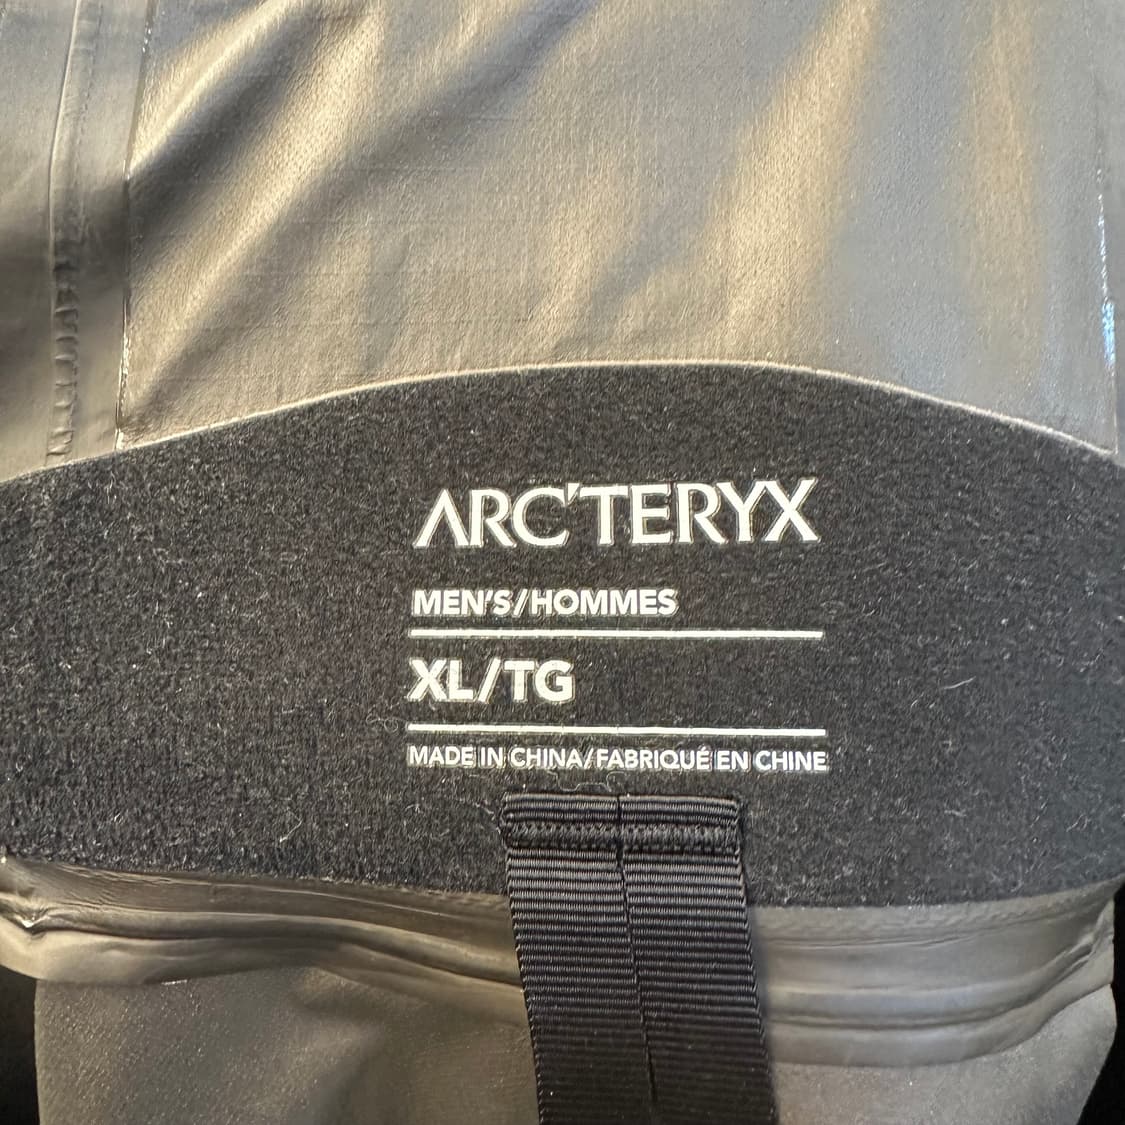 ARC'TERYX
MEN'S/HOMMES
XL/TG
MADE IN CHINA/FABRIQUÉ EN CHINE